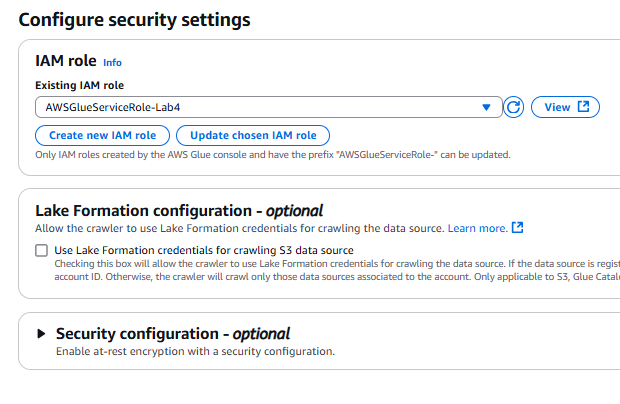 Configure security settings
IAM role Info
Existing IAM role
AWSGlueServiceRole-Lab4
View
Create new IAM role Update chosen IAM role
Only IAM roles created by the AWS Glue console and have the prefix "AWSGlueServiceRole-" can be updated.
Lake Formation configuration - optional
Allow the crawler to use Lake Formation credentials for crawling the data source. Learn more.
Use Lake Formation credentials for crawling S3 data source
Checking this box will allow the crawler to use Lake Formation credentials for crawling the data source. If the data source is regis
account ID. Otherwise, the crawler will crawl only those data sources associated to the account. Only applicable to S3, Glue Catal
Security configuration - optional
Enable at-rest encryption with a security configuration.